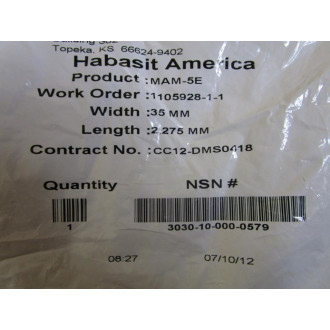 Topeka, KS 66624-9402
Habasit America
Product : MAM-5E
Work Order : 1105928-1-1
Width : 35 MM
Length : 2,275 MM
Contract No. : CC12-DMS0418
Quantity NSN #
1 3030-10-000-0579
08:27 07/10/12